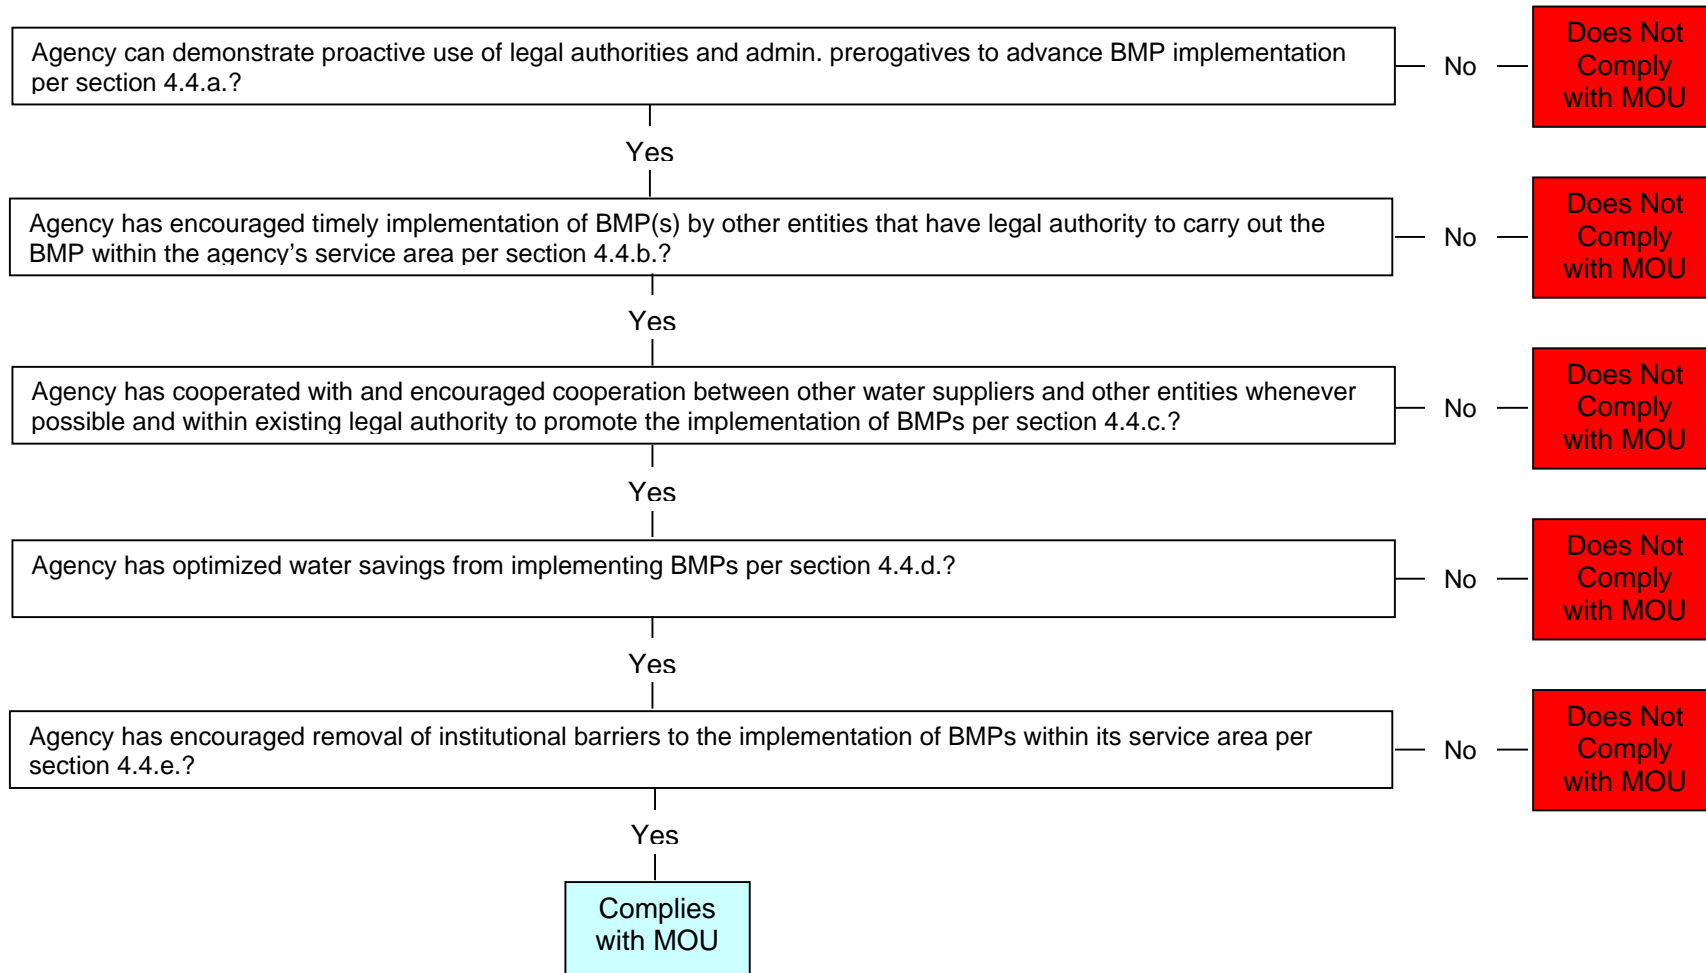 Agency can demonstrate proactive use of legal authorities and admin. prerogatives to advance BMP implementation
per section 4.4.a.?
No
Does Not
Comply
with MOU
Yes
Agency has encouraged timely implementation of BMP(s) by other entities that have legal authority to carry out the
BMP within the agency’s service area per section 4.4.b.?
No
Does Not
Comply
with MOU
Yes
Agency has cooperated with and encouraged cooperation between other water suppliers and other entities whenever
possible and within existing legal authority to promote the implementation of BMPs per section 4.4.c.?
No
Does Not
Comply
with MOU
Yes
Agency has optimized water savings from implementing BMPs per section 4.4.d.?
No
Does Not
Comply
with MOU
Yes
Agency has encouraged removal of institutional barriers to the implementation of BMPs within its service area per
section 4.4.e.?
No
Does Not
Comply
with MOU
Yes
Complies
with MOU